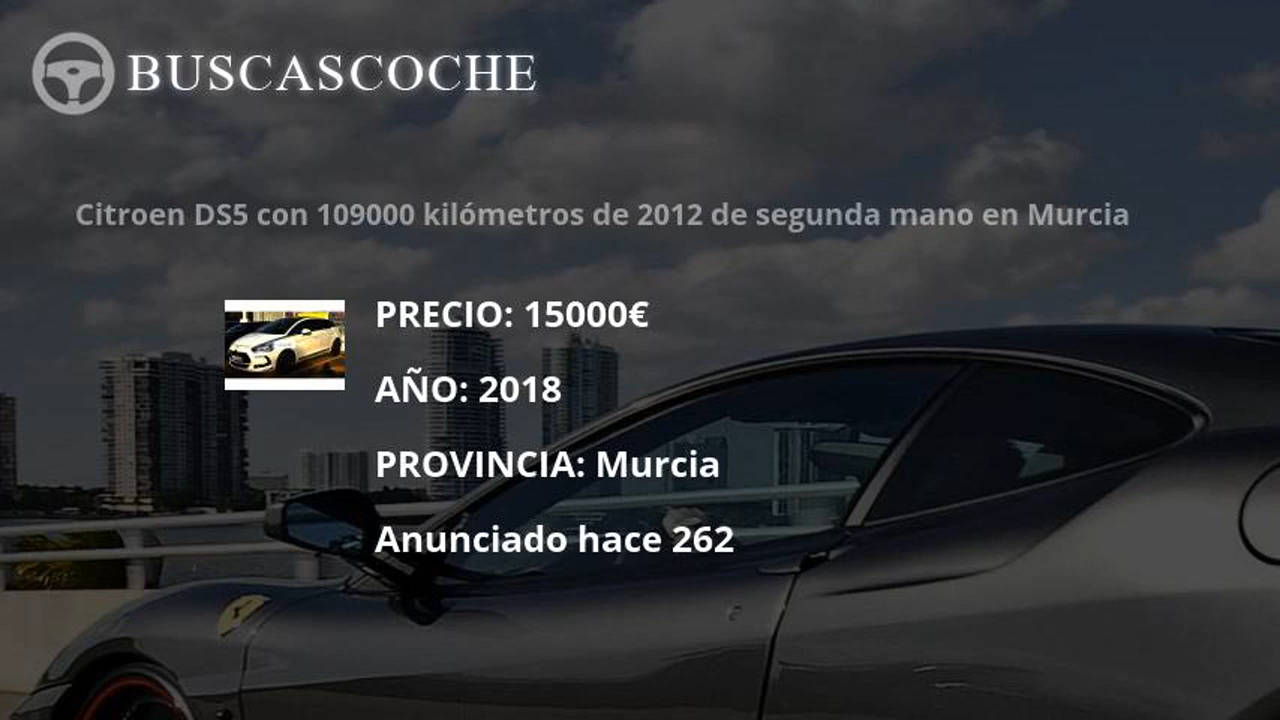 BUSCASCOCHE
Citroen DS5 con 109000 kilómetros de 2012 de segunda mano en Murcia
PRECIO: 15000€
AÑO: 2018
PROVINCIA: Murcia
Anunciado hace 262